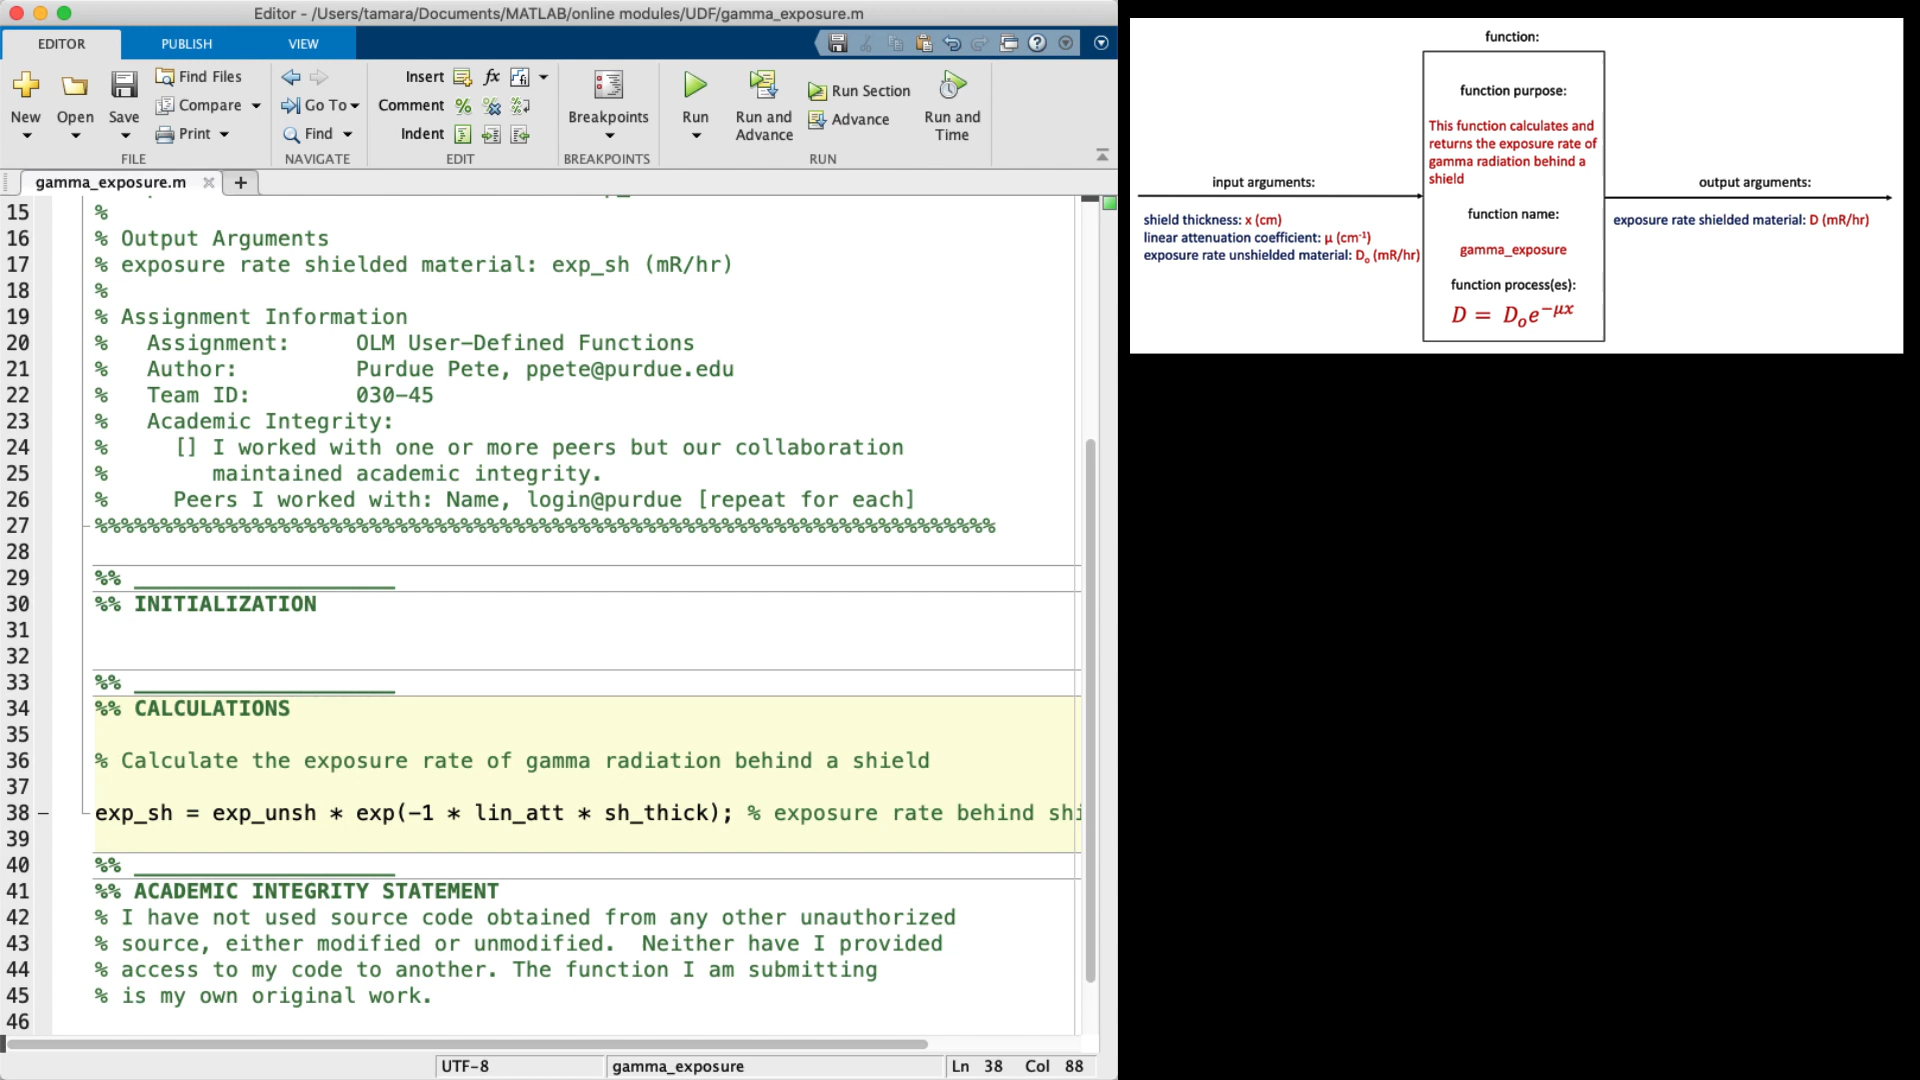 Editor - /Users/tamara/Documents/MATLAB/online modules/UDF/gamma_exposure.m
EDITOR PUBLISH VIEW
New Open Save Find Files Compare Print
Go To Find
Insert fx Comment Indent
Breakpoints
Run Run and Advance Run Section Advance Run and Time
FILE NAVIGATE EDIT BREAKPOINTS RUN
gamma_exposure.m
15 %
16 % Output Arguments
17 % exposure rate shielded material: exp_sh (mR/hr)
18 %
19 % Assignment Information
20 %   Assignment:     OLM User-Defined Functions
21 %   Author:         Purdue Pete, ppete@purdue.edu
22 %   Team ID:        030-45
23 %   Academic Integrity:
24 %     [] I worked with one or more peers but our collaboration
25 %        maintained academic integrity.
26 %     Peers I worked with: Name, login@purdue [repeat for each]
27 %%%%%%%%%%%%%%%%%%%%%%%%%%%%%%%%%%%%%%%%%%%%%%%%%%%%%%%%%%%%%%%%%%%%%%%
28
29 %% ____________________
30 %% INITIALIZATION
31
32
33 %% ____________________
34 %% CALCULATIONS
35
36 % Calculate the exposure rate of gamma radiation behind a shield
37
38 exp_sh = exp_unsh * exp(-1 * lin_att * sh_thick); % exposure rate behind shi
39
40 %% ____________________
41 %% ACADEMIC INTEGRITY STATEMENT
42 % I have not used source code obtained from any other unauthorized
43 % source, either modified or unmodified.  Neither have I provided
44 % access to my code to another. The function I am submitting
45 % is my own original work.
46
UTF-8 gamma_exposure Ln 38 Col 88
function:
function purpose:
This function calculates and
returns the exposure rate of
gamma radiation behind a
shield
function name:
gamma_exposure
function process(es):
D = Dₒe^−μx
input arguments:
shield thickness: x (cm)
linear attenuation coefficient: μ (cm⁻¹)
exposure rate unshielded material: Dₒ (mR/hr)
output arguments:
exposure rate shielded material: D (mR/hr)